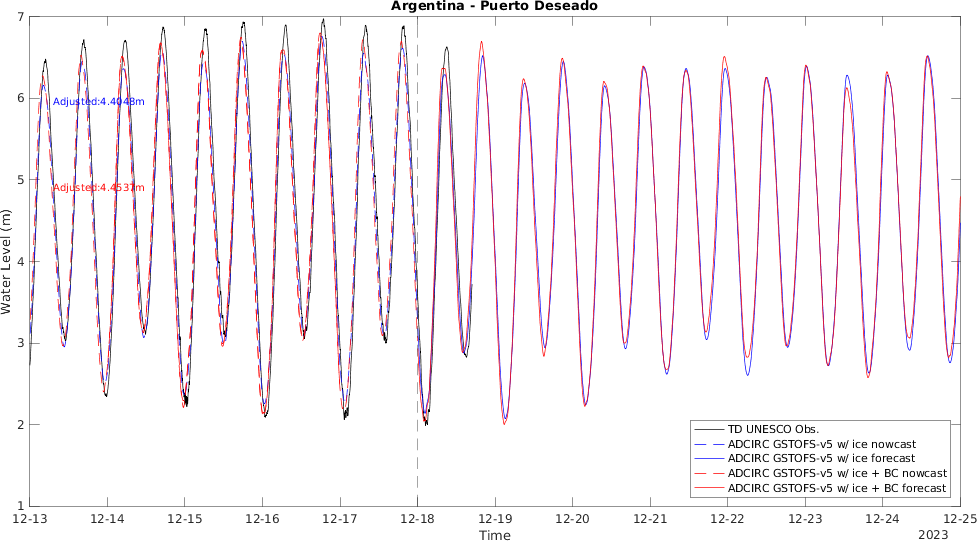 Argentina - Puerto Deseado
7
6
5
4
3
2
1
Water Level (m)
Adjusted:4.4048m
Adjusted:4.4537m
TD UNESCO Obs.
ADCIRC GSTOFS-v5 w/ ice nowcast
ADCIRC GSTOFS-v5 w/ ice forecast
ADCIRC GSTOFS-v5 w/ ice + BC nowcast
ADCIRC GSTOFS-v5 w/ ice + BC forecast
12-13 12-14 12-15 12-16 12-17 12-18 12-19 12-20 12-21 12-22 12-23 12-24 12-25
Time
2023